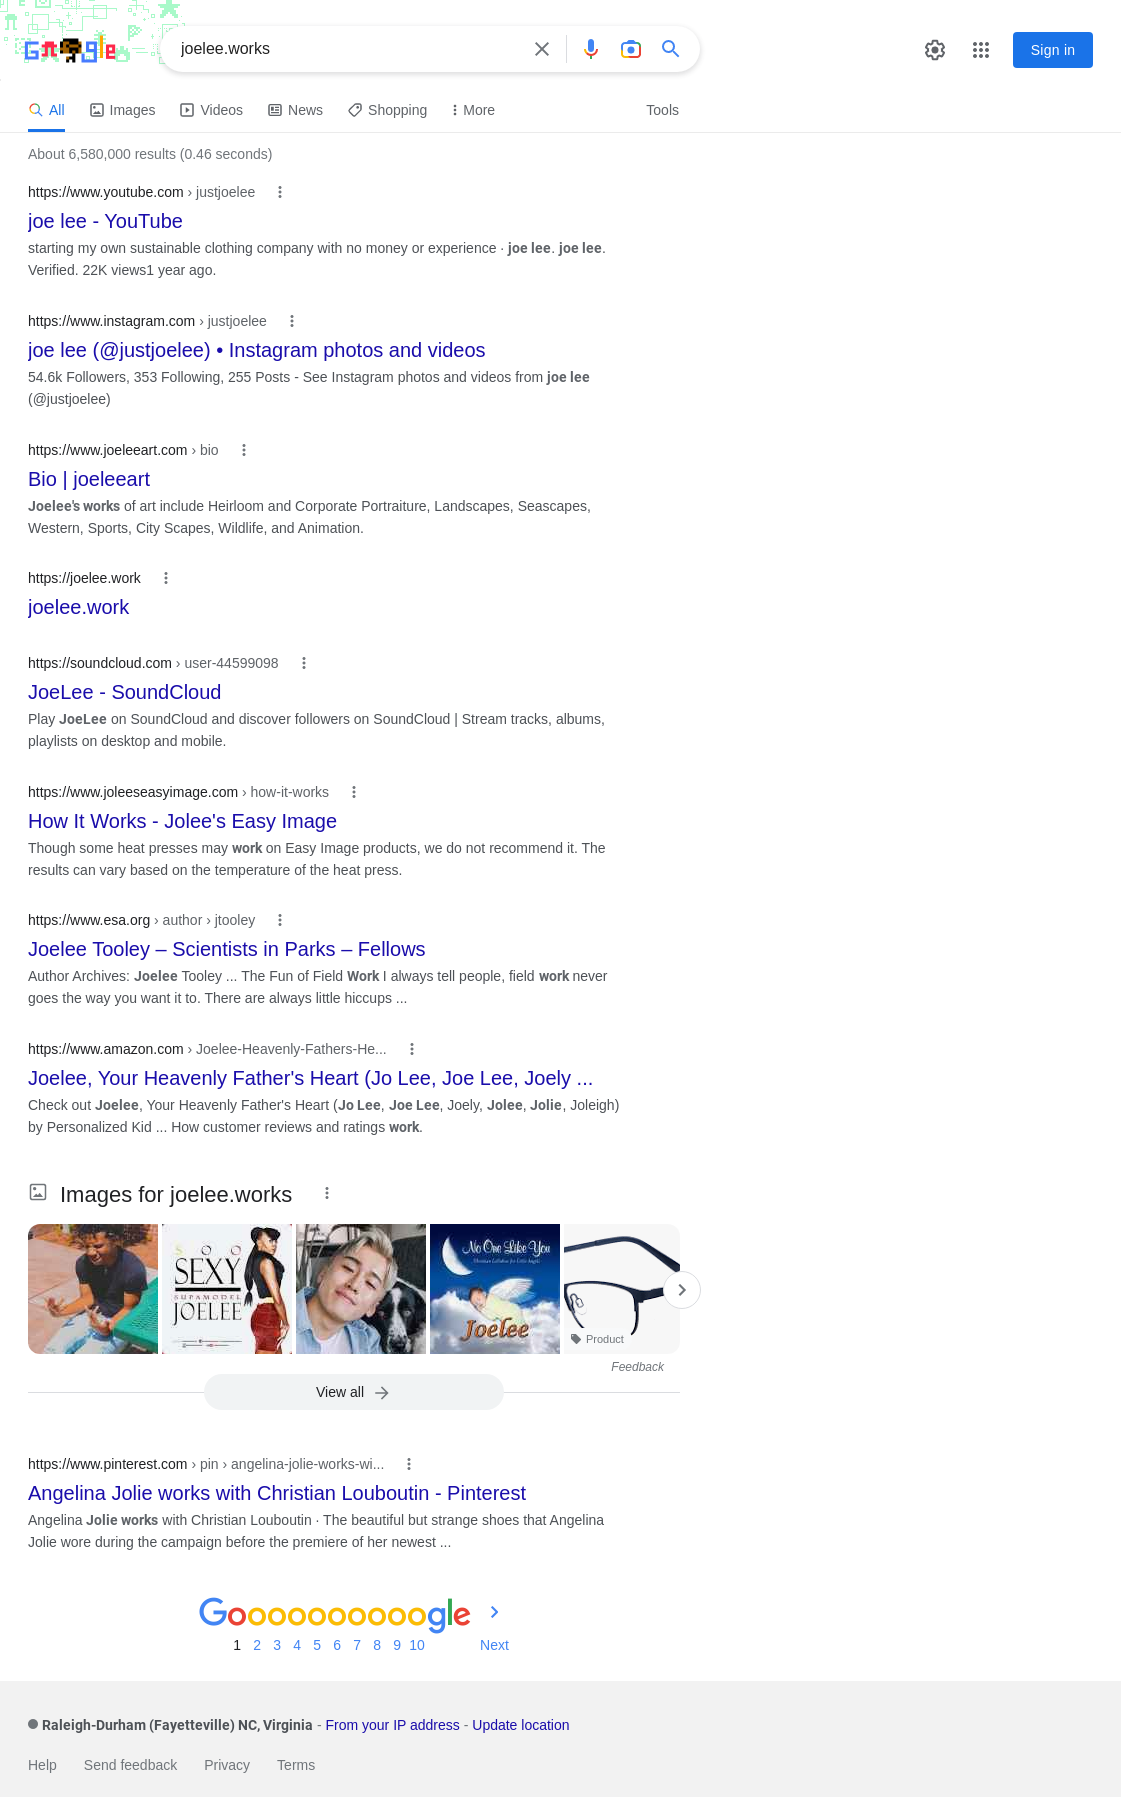 Google
joelee.works
Sign in
All
Images
Videos
News
Shopping
More
Tools
About 6,580,000 results (0.46 seconds)
https://www.youtube.com › justjoelee
joe lee - YouTube
starting my own sustainable clothing company with no money or experience · joe lee. joe lee.
Verified. 22K views1 year ago.
https://www.instagram.com › justjoelee
joe lee (@justjoelee) • Instagram photos and videos
54.6k Followers, 353 Following, 255 Posts - See Instagram photos and videos from joe lee
(@justjoelee)
https://www.joeleeart.com › bio
Bio | joeleeart
Joelee's works of art include Heirloom and Corporate Portraiture, Landscapes, Seascapes,
Western, Sports, City Scapes, Wildlife, and Animation.
https://joelee.work
joelee.work
https://soundcloud.com › user-44599098
JoeLee - SoundCloud
Play JoeLee on SoundCloud and discover followers on SoundCloud | Stream tracks, albums,
playlists on desktop and mobile.
https://www.joleeseasyimage.com › how-it-works
How It Works - Jolee's Easy Image
Though some heat presses may work on Easy Image products, we do not recommend it. The
results can vary based on the temperature of the heat press.
https://www.esa.org › author › jtooley
Joelee Tooley – Scientists in Parks – Fellows
Author Archives: Joelee Tooley ... The Fun of Field Work I always tell people, field work never
goes the way you want it to. There are always little hiccups ...
https://www.amazon.com › Joelee-Heavenly-Fathers-He...
Joelee, Your Heavenly Father's Heart (Jo Lee, Joe Lee, Joely ...
Check out Joelee, Your Heavenly Father's Heart (Jo Lee, Joe Lee, Joely, Jolee, Jolie, Joleigh)
by Personalized Kid ... How customer reviews and ratings work.
Images for joelee.works
SOO
SEXY
SUPAMODEL
JOELEE
No One Like You
Joelee
Product
Feedback
View all
https://www.pinterest.com › pin › angelina-jolie-works-wi...
Angelina Jolie works with Christian Louboutin - Pinterest
Angelina Jolie works with Christian Louboutin · The beautiful but strange shoes that Angelina
Jolie wore during the campaign before the premiere of her newest ...
Goooooooooogle
1 2 3 4 5 6 7 8 9 10 Next
Raleigh-Durham (Fayetteville) NC, Virginia - From your IP address - Update location
Help
Send feedback
Privacy
Terms